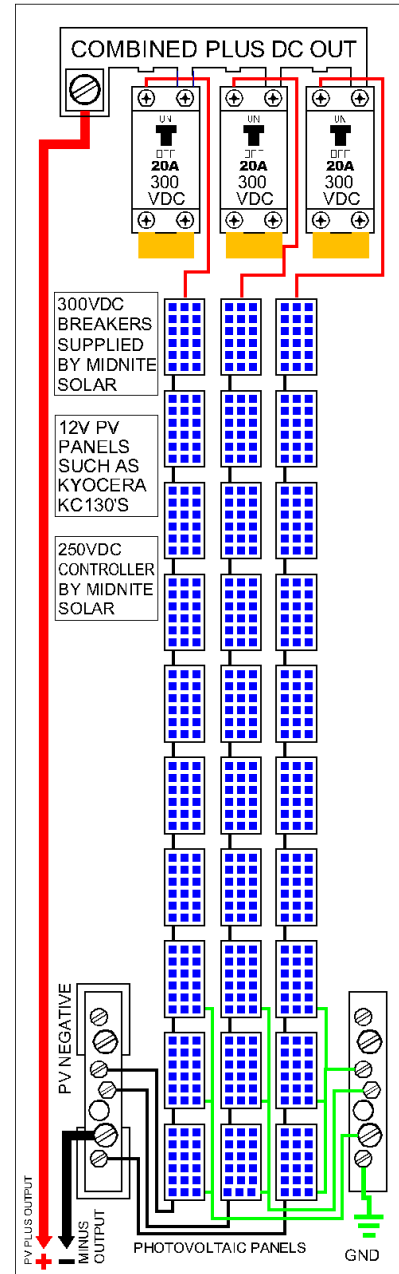 COMBINED PLUS DC OUT
ON
OFF
20A
300
VDC
ON
OFF
20A
300
VDC
ON
OFF
20A
300
VDC
300VDC
BREAKERS
SUPPLIED
BY MIDNITE
SOLAR
12V PV
PANELS
SUCH AS
KYOCERA
KC130'S
250VDC
CONTROLLER
BY MIDNITE
SOLAR
PV NEGATIVE
PV PLUS OUTPUT
+
−
MINUS
OUTPUT
PHOTOVOLTAIC PANELS
GND